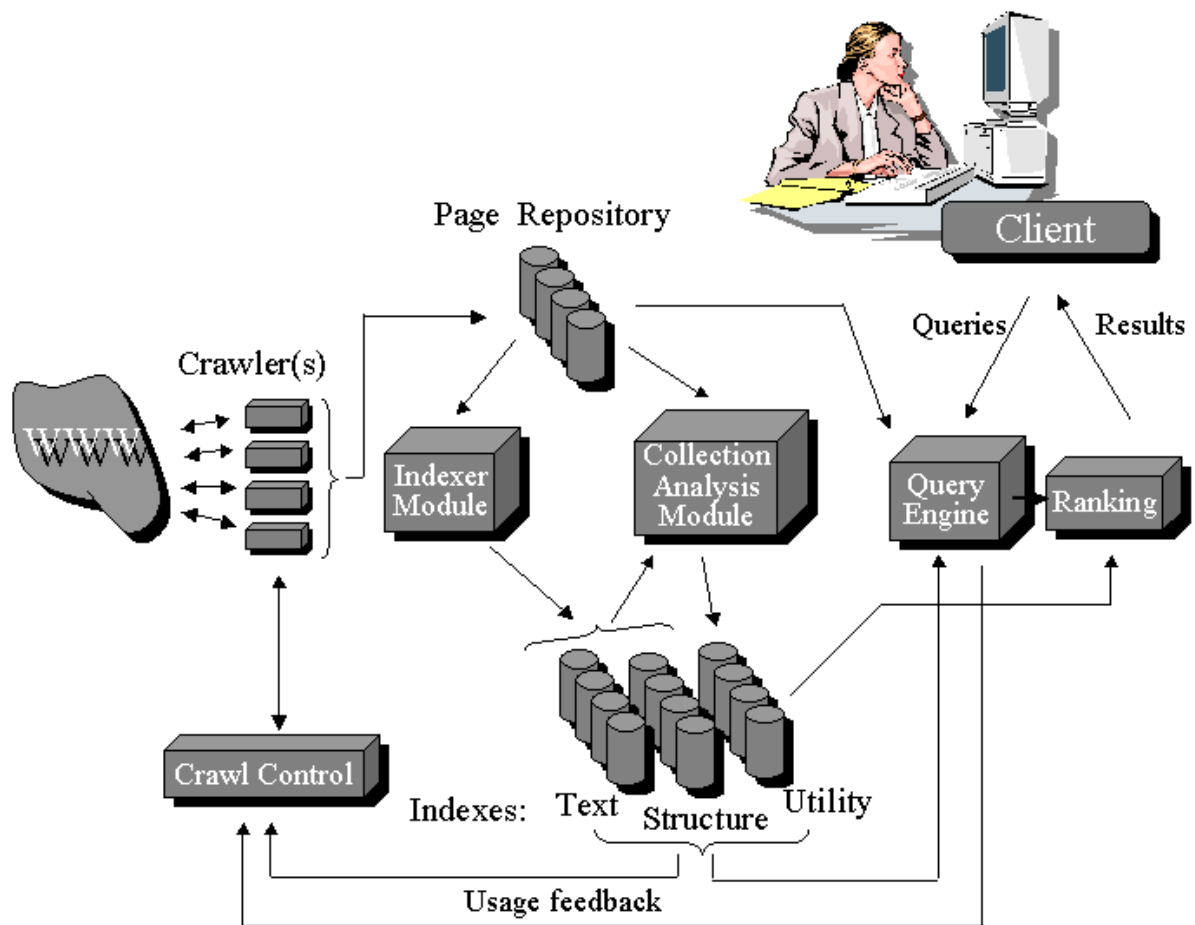 Page Repository
Client
Queries
Results
Crawler(s)
WWW
Indexer
Module
Collection
Analysis
Module
Query
Engine
Ranking
Crawl Control
Indexes:
Text
Structure
Utility
Usage feedback